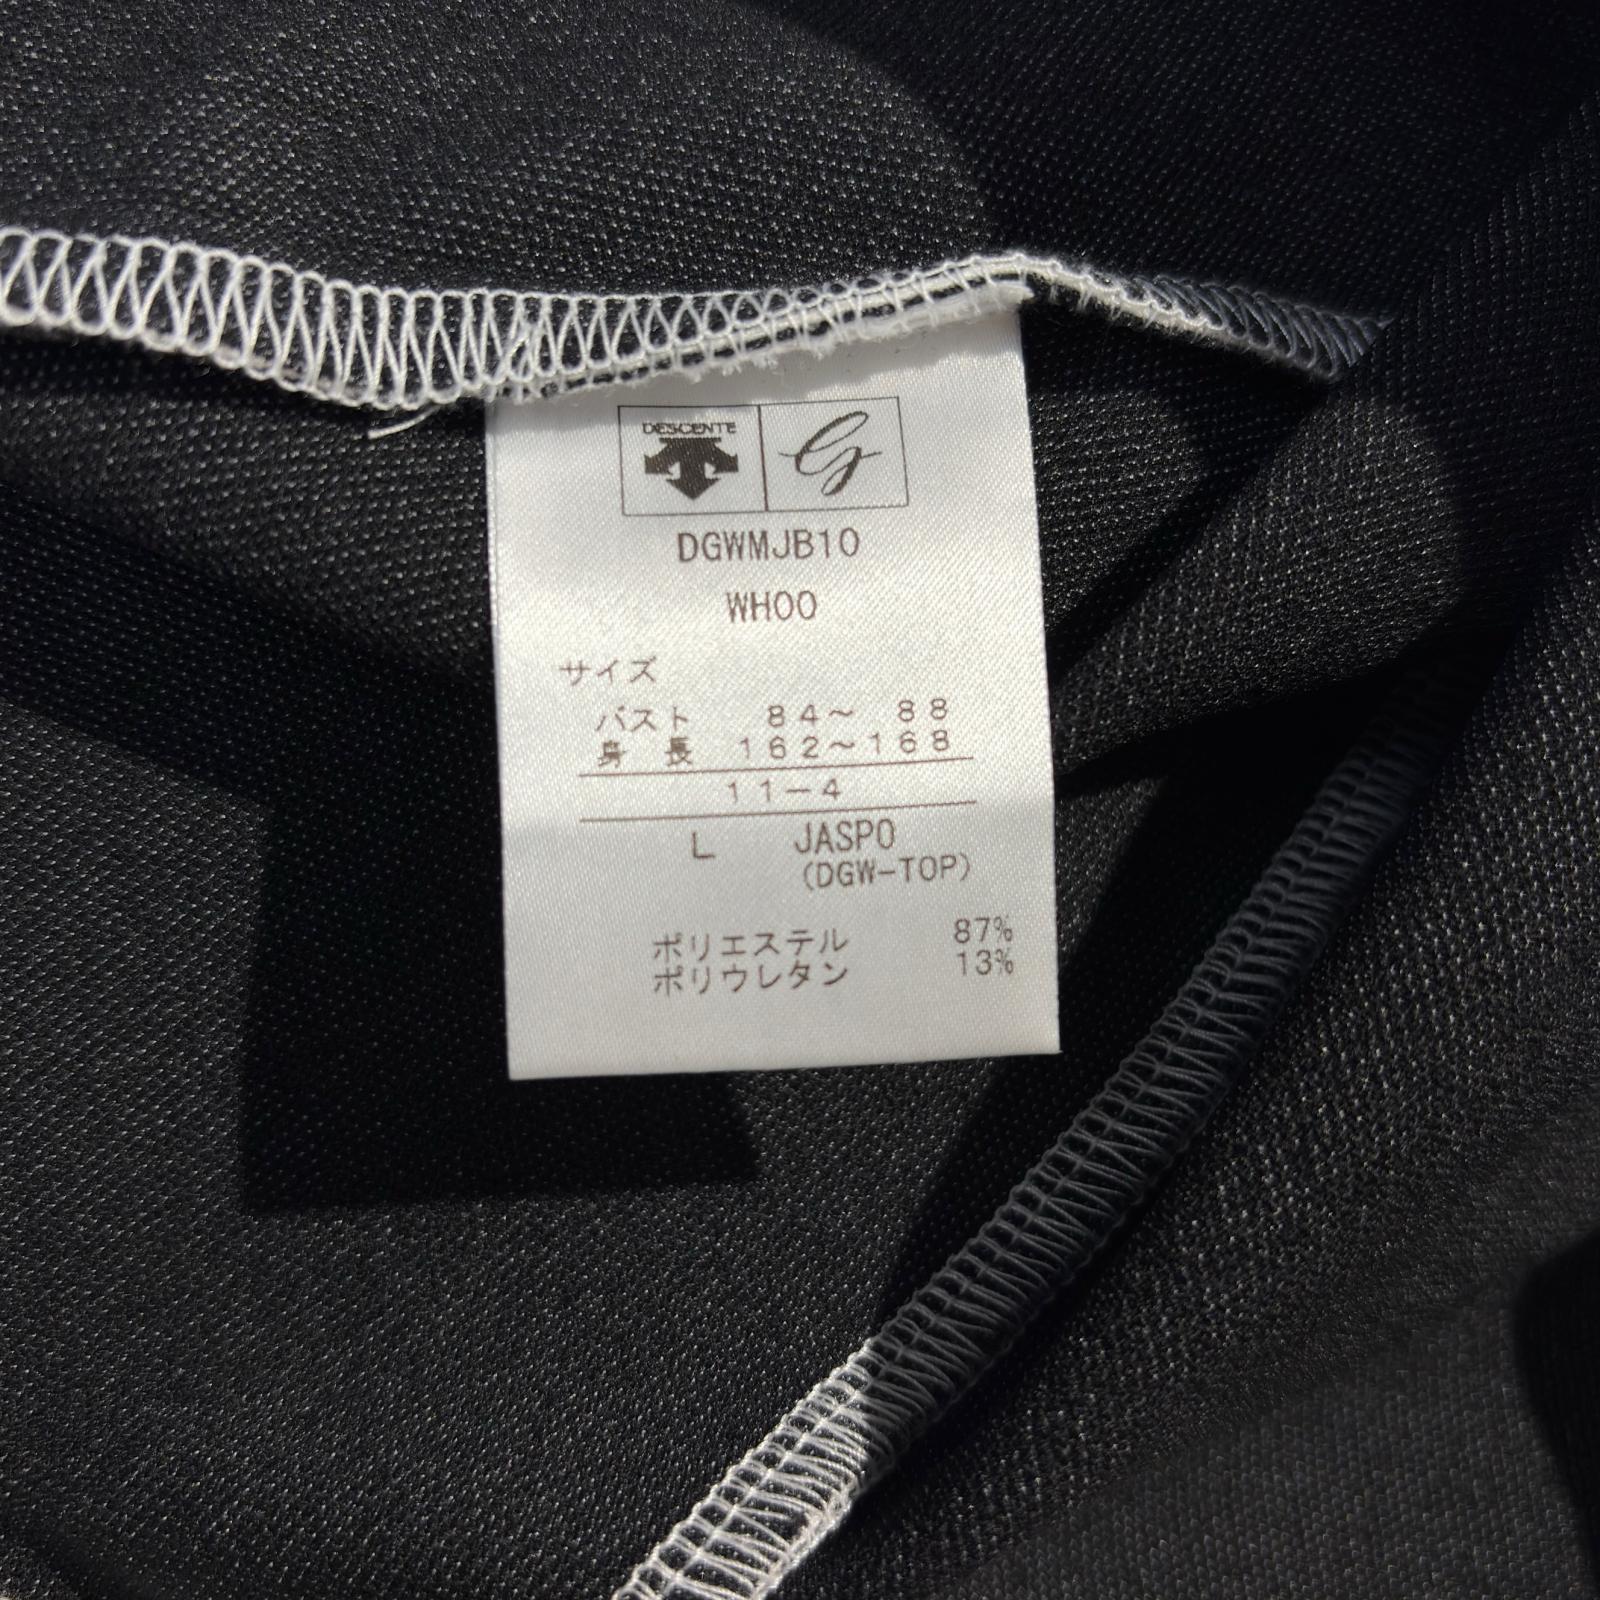 DESCENTE G
DGWMJB10
WH00
サイズ
バスト 84〜 88
身長 162〜168
11-4
L JASPO
(DGW-TOP)
ポリエステル 87%
ポリウレタン 13%